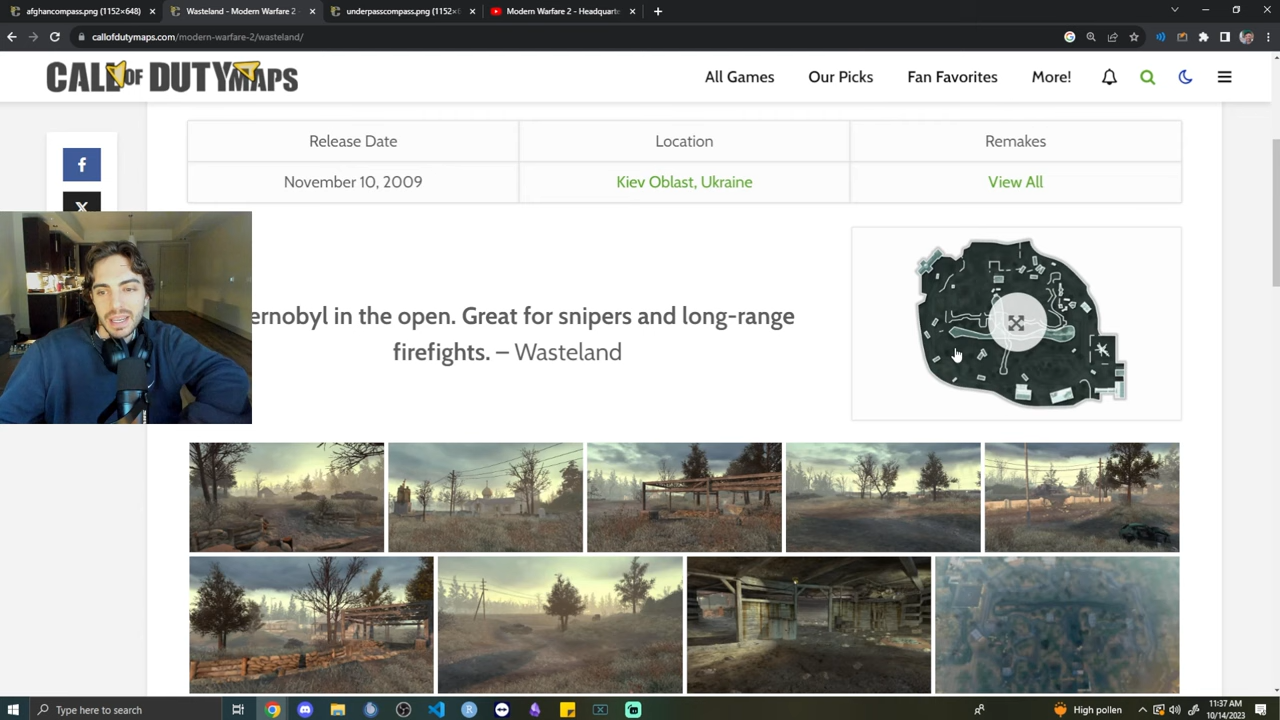 afghancompass.png (1152×648)
Wasteland - Modern Warfare 2 -
underpasscompass.png (1152×
Modern Warfare 2 - Headquart
callofdutymaps.com/modern-warfare-2/wasteland/
CALL OF DUTY MAPS
All Games
Our Picks
Fan Favorites
More!
Release Date
Location
Remakes
November 10, 2009
Kiev Oblast, Ukraine
View All
ernobyl in the open. Great for snipers and long-range
firefights. – Wasteland
Type here to search
High pollen
11:37 AM
10/14/2023